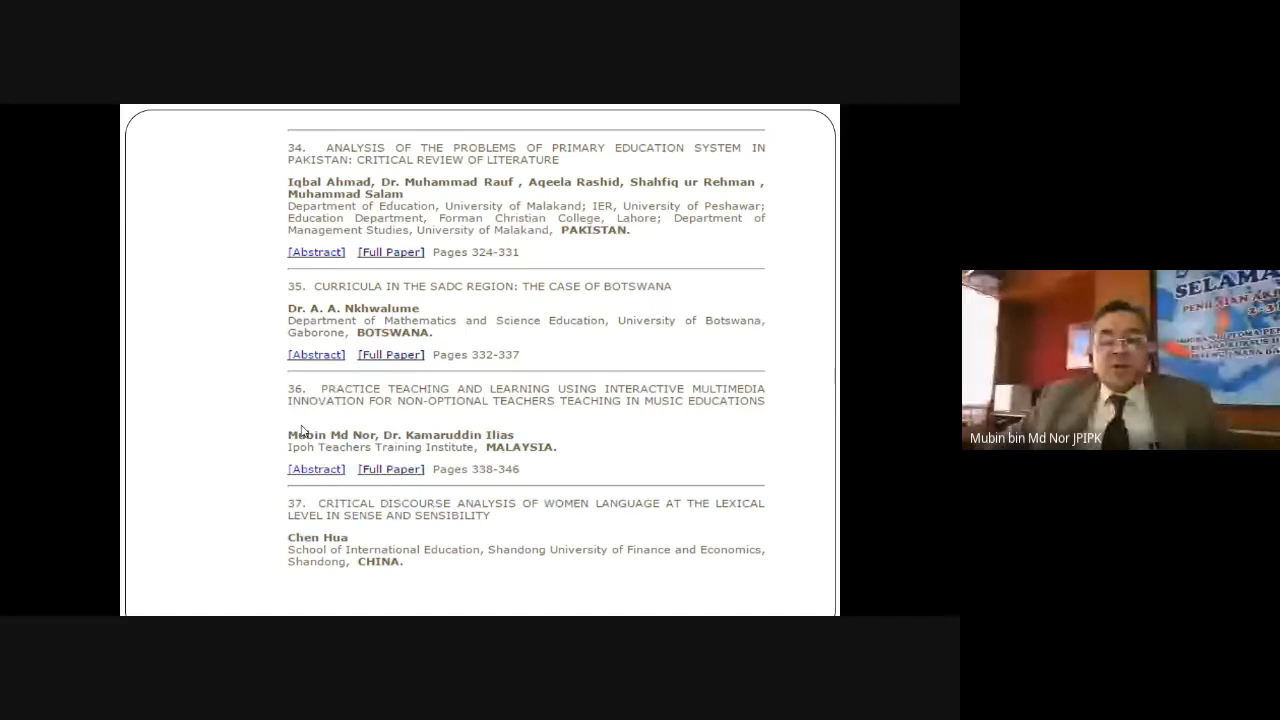 34. ANALYSIS OF THE PROBLEMS OF PRIMARY EDUCATION SYSTEM IN
PAKISTAN: CRITICAL REVIEW OF LITERATURE
Iqbal Ahmad, Dr. Muhammad Rauf , Aqeela Rashid, Shahfiq ur Rehman ,
Muhammad Salam
Department of Education, University of Malakand; IER, University of Peshawar;
Education Department, Forman Christian College, Lahore; Department of
Management Studies, University of Malakand, PAKISTAN.
[Abstract] [Full Paper] Pages 324-331
35. CURRICULA IN THE SADC REGION: THE CASE OF BOTSWANA
Dr. A. A. Nkhwalume
Department of Mathematics and Science Education, University of Botswana,
Gaborone, BOTSWANA.
[Abstract] [Full Paper] Pages 332-337
36. PRACTICE TEACHING AND LEARNING USING INTERACTIVE MULTIMEDIA
INNOVATION FOR NON-OPTIONAL TEACHERS TEACHING IN MUSIC EDUCATIONS
Mubin Md Nor, Dr. Kamaruddin Ilias
Ipoh Teachers Training Institute, MALAYSIA.
[Abstract] [Full Paper] Pages 338-346
37. CRITICAL DISCOURSE ANALYSIS OF WOMEN LANGUAGE AT THE LEXICAL
LEVEL IN SENSE AND SENSIBILITY
Chen Hua
School of International Education, Shandong University of Finance and Economics,
Shandong, CHINA.
SELAMA
Mubin bin Md Nor JPIPK